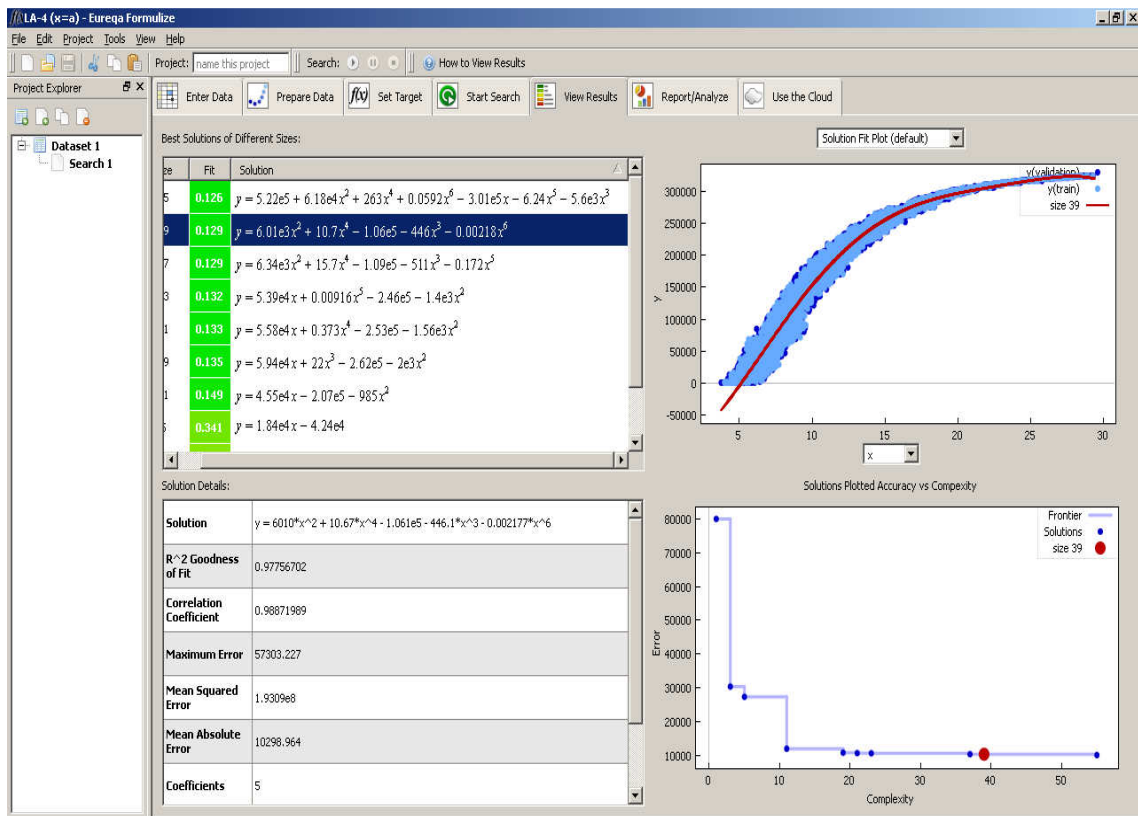 LA-4 (x=a) - Eureqa Formulize
File Edit Project Tools View Help
Project: name this project Search: How to View Results
Project Explorer
Enter Data Prepare Data f(x) Set Target Start Search View Results Report/Analyze Use the Cloud
Dataset 1
Search 1
Best Solutions of Different Sizes:
Solution Fit Plot (default)
ze Fit Solution
5 0.126 y = 5.22e5 + 6.18e4x^2 + 263x^4 + 0.0592x^6 − 3.01e5x − 6.24x^5 − 5.6e3x^3
9 0.129 y = 6.01e3x^2 + 10.7x^4 − 1.06e5 − 446x^3 − 0.00218x^6
7 0.129 y = 6.34e3x^2 + 15.7x^4 − 1.09e5 − 511x^3 − 0.172x^5
3 0.132 y = 5.39e4x + 0.00916x^5 − 2.46e5 − 1.4e3x^2
1 0.133 y = 5.58e4x + 0.373x^4 − 2.53e5 − 1.56e3x^2
9 0.135 y = 5.94e4x + 22x^3 − 2.62e5 − 2e3x^2
1 0.149 y = 4.55e4x − 2.07e5 − 985x^2
0.341 y = 1.84e4x − 4.24e4
y(validation)
y(train)
size 39
300000
250000
200000
150000
100000
50000
0
-50000
y
5 10 15 20 25 30
x
Solution Details:
Solution y = 6010*x^2 + 10.67*x^4 - 1.061e5 - 446.1*x^3 - 0.002177*x^6
R^2 Goodness
of Fit
0.97756702
Correlation
Coefficient
0.98871989
Maximum Error 57303.227
Mean Squared
Error
1.9309e8
Mean Absolute
Error
10298.964
Coefficients 5
Solutions Plotted Accuracy vs Compexity
Frontier
Solutions
size 39
80000
70000
60000
50000
40000
30000
20000
10000
Error
0 10 20 30 40 50
Complexity